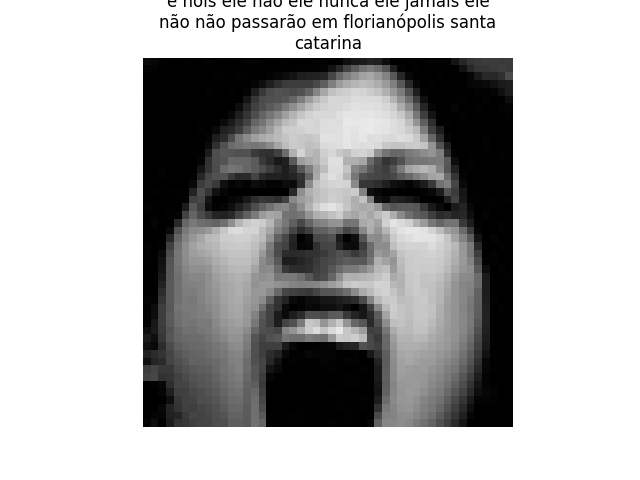 e nóis ele não ele nunca ele jamais ele
não não passarão em florianópolis santa
catarina